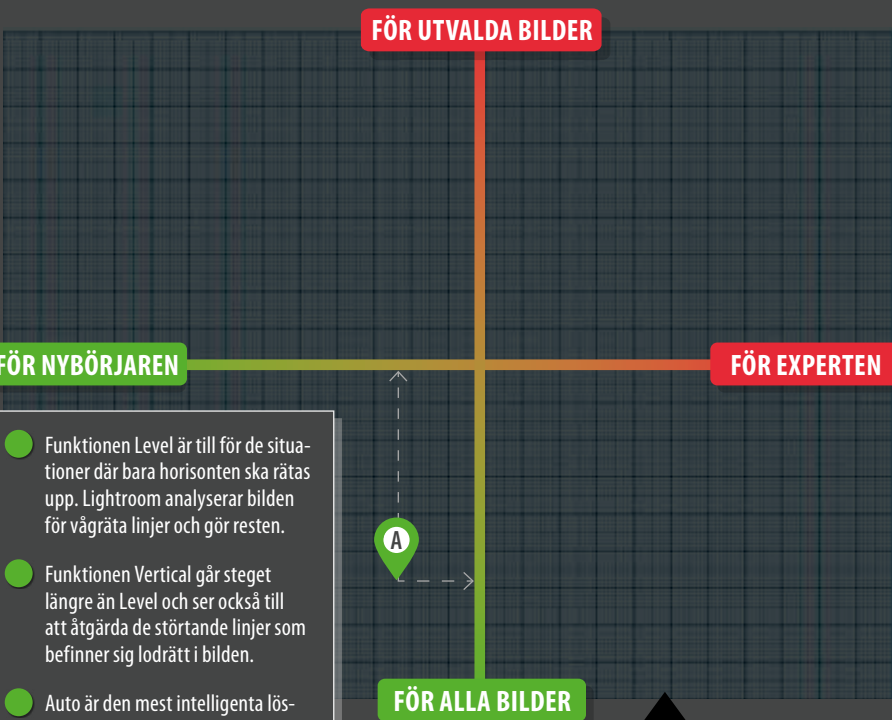 FÖR UTVALDA BILDER
FÖR NYBÖRJAREN
FÖR EXPERTEN
Funktionen Level är till för de situa-
tioner där bara horisonten ska rätas
upp. Lightroom analyserar bilden
för vågräta linjer och gör resten.
A
Funktionen Vertical går steget
längre än Level och ser också till
att åtgärda de störtande linjer som
befinner sig lodrätt i bilden.
Auto är den mest intelligenta lös-
FÖR ALLA BILDER